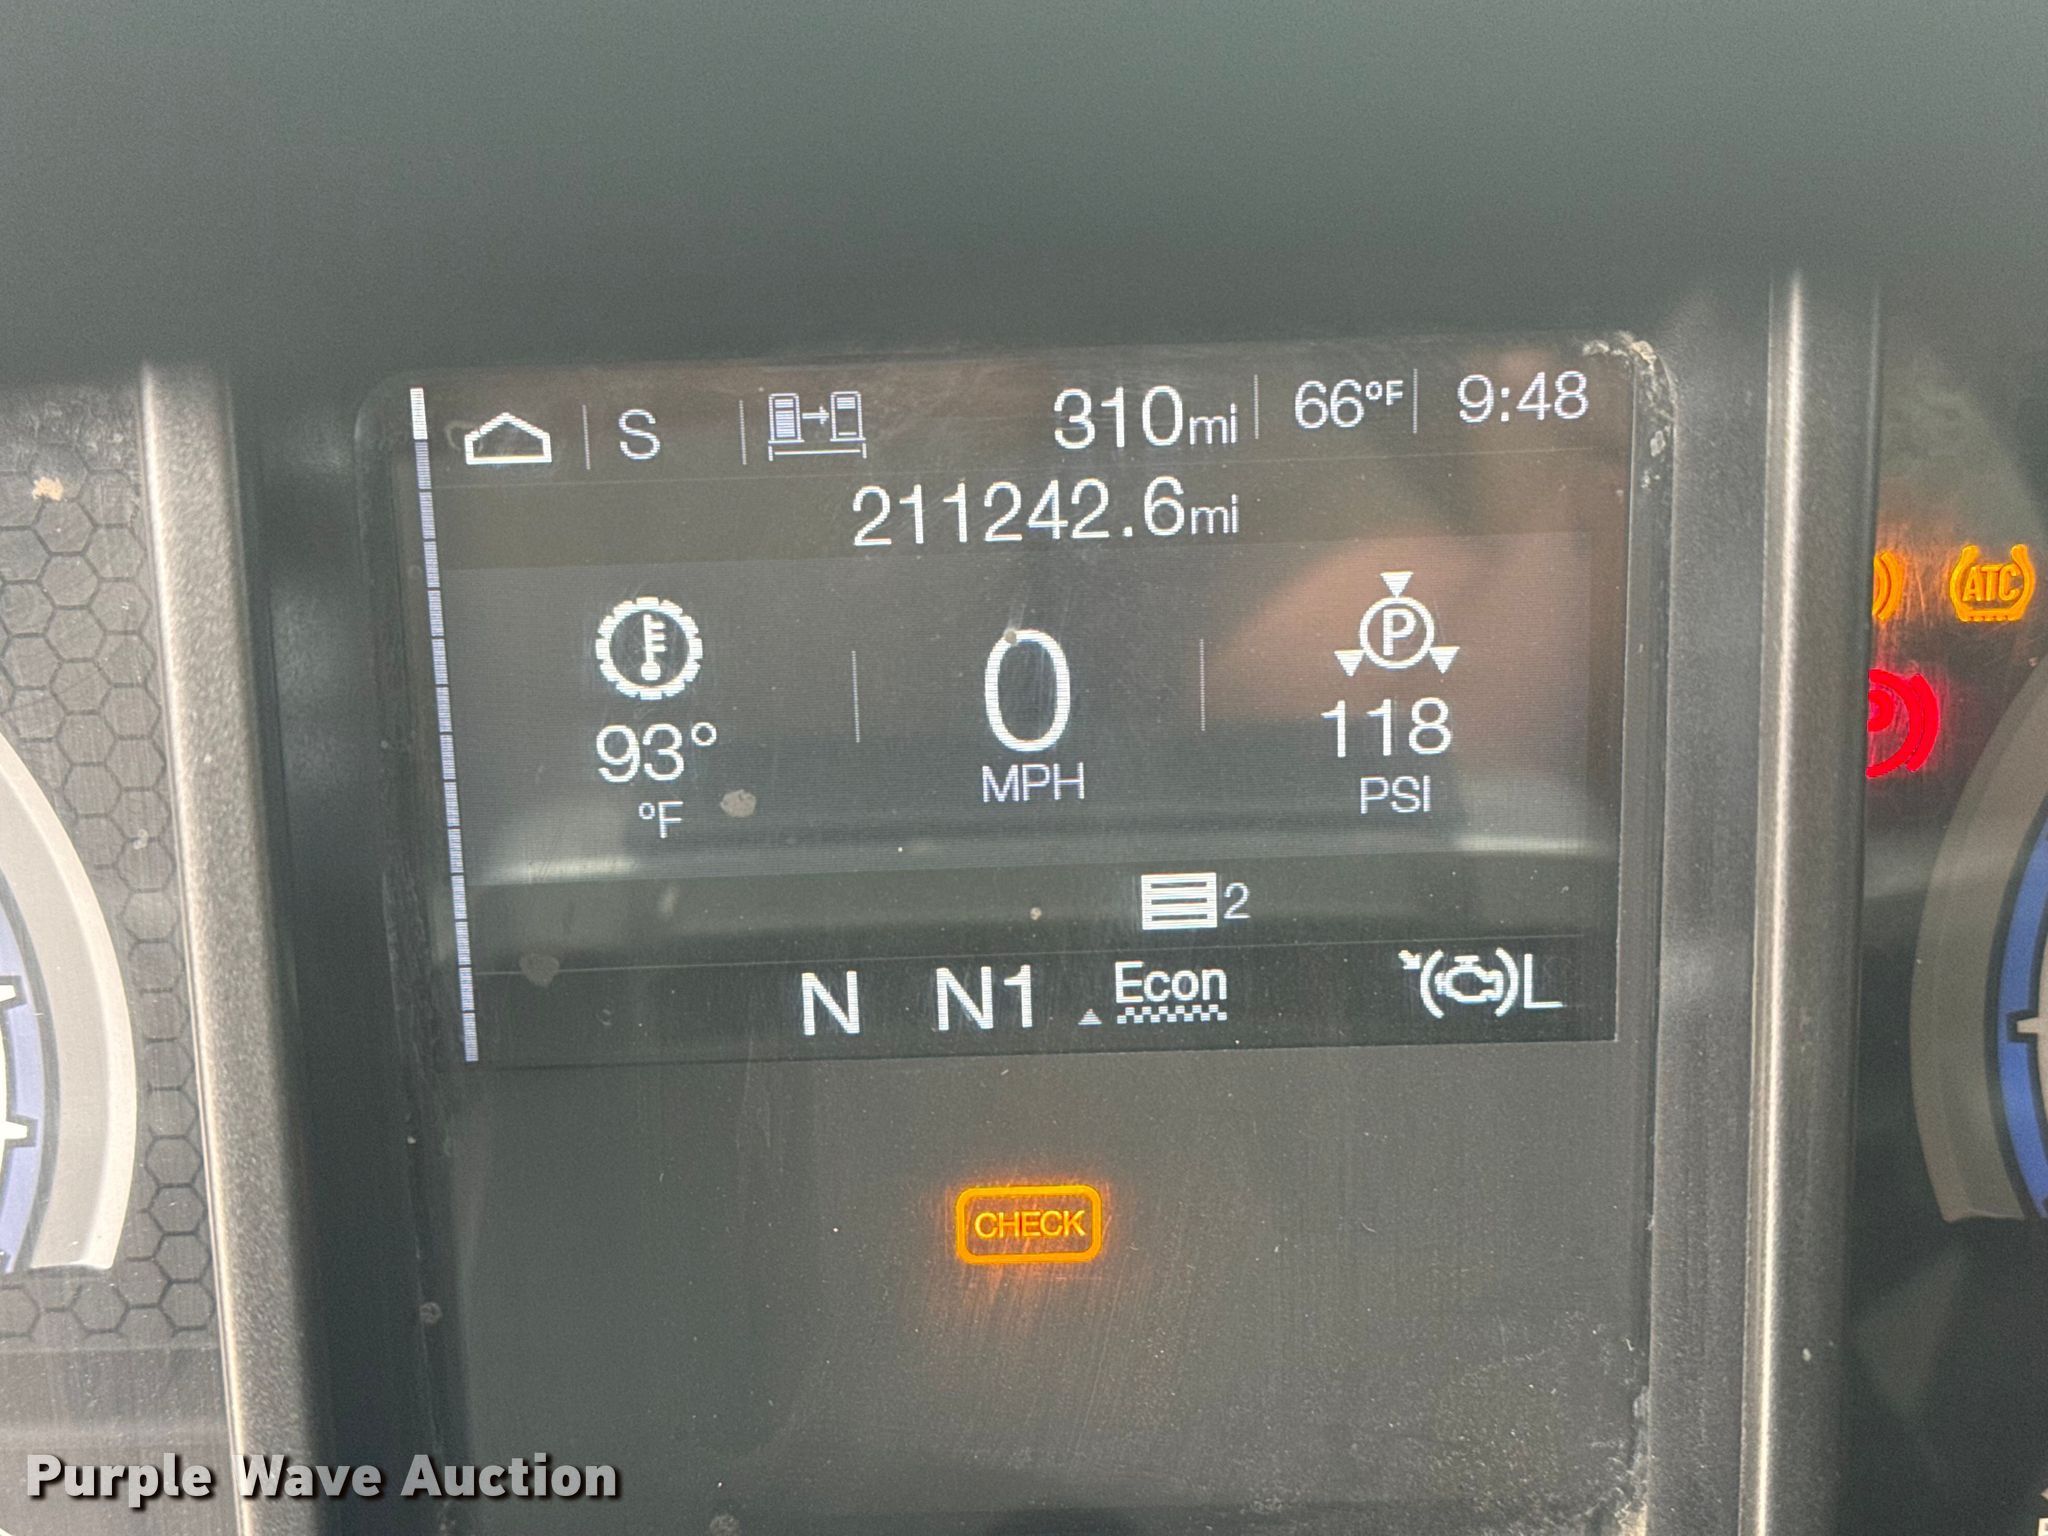 S 310mi 66°F 9:48
211242.6mi
ATC
P
P
93° 0 118
°F MPH PSI
2
N N1 Econ L
CHECK
Purple Wave Auction